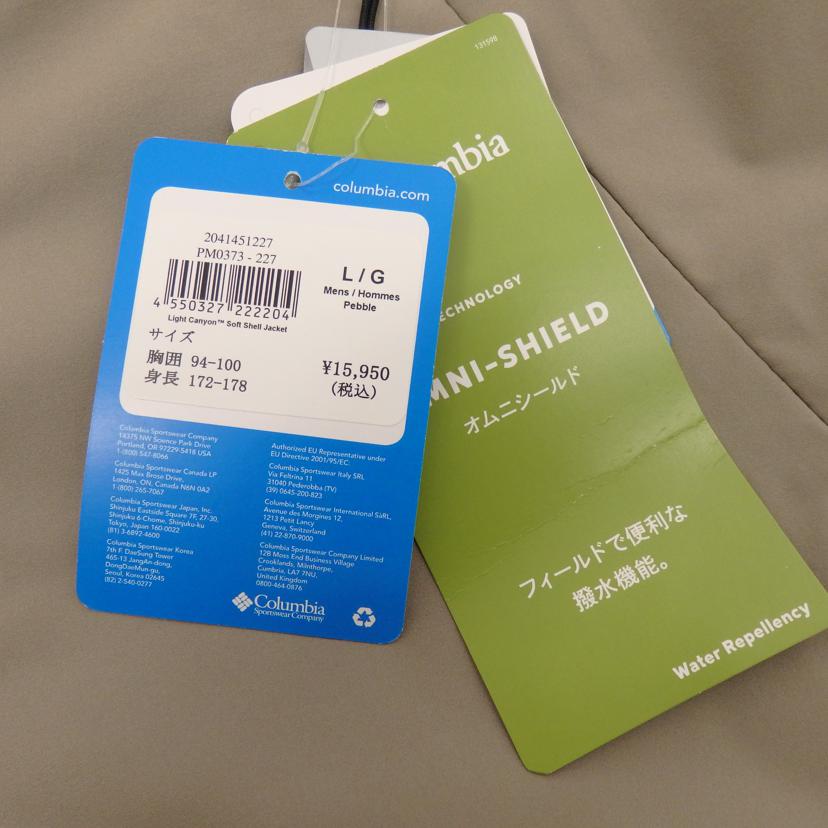 131598
mbia
columbia.com
2041451227
PM0373 - 227
4 550327 222204
Light Canyon™ Soft Shell Jacket
L / G
Mens / Hommes
Pebble
サイズ
胸囲 94-100
身長 172-178
¥15,950
(税込)
Columbia Sportswear Company
14375 NW Science Park Drive
Portland, OR 97229-5418 USA
1-(800) 547-8066
Columbia Sportswear Canada LP
1425 Max Brose Drive,
London, ON, Canada N6N 0A2
1-(800) 265-7067
Columbia Sportswear Japan, Inc.
Shinjuku Eastside Square 7F, 27-30,
Shinjuku 6-Chome, Shinjuku-ku
Tokyo, Japan 160-0022
(81) 3-6892-4600
Columbia Sportswear Korea
7th F. DaeSung Tower
465-13 JangAn-dong,
DongDaeMun-gu,
Seoul, Korea 02645
(82) 2-540-0277
Authorized EU Representative under
EU Directive 2001/95/EC:
Columbia Sportswear Italy SRL
Via Feltrina 11
31040 Pederobba (TV)
(39) 0645-200-823
Columbia Sportswear International SàRL,
Avenue des Morgines 12,
1213 Petit Lancy
Geneva, Switzerland
(41) 22-870-9000
Columbia Sportswear Company Limited
12B Moss End Business Village
Crooklands, Milnthorpe,
Cumbria, LA7 7NU,
United Kingdom
0800-464-0876
Columbia
Sportswear Company
ECHNOLOGY
MNI-SHIELD
オムニシールド
フィールドで便利な
撥水機能。
Water Repellency